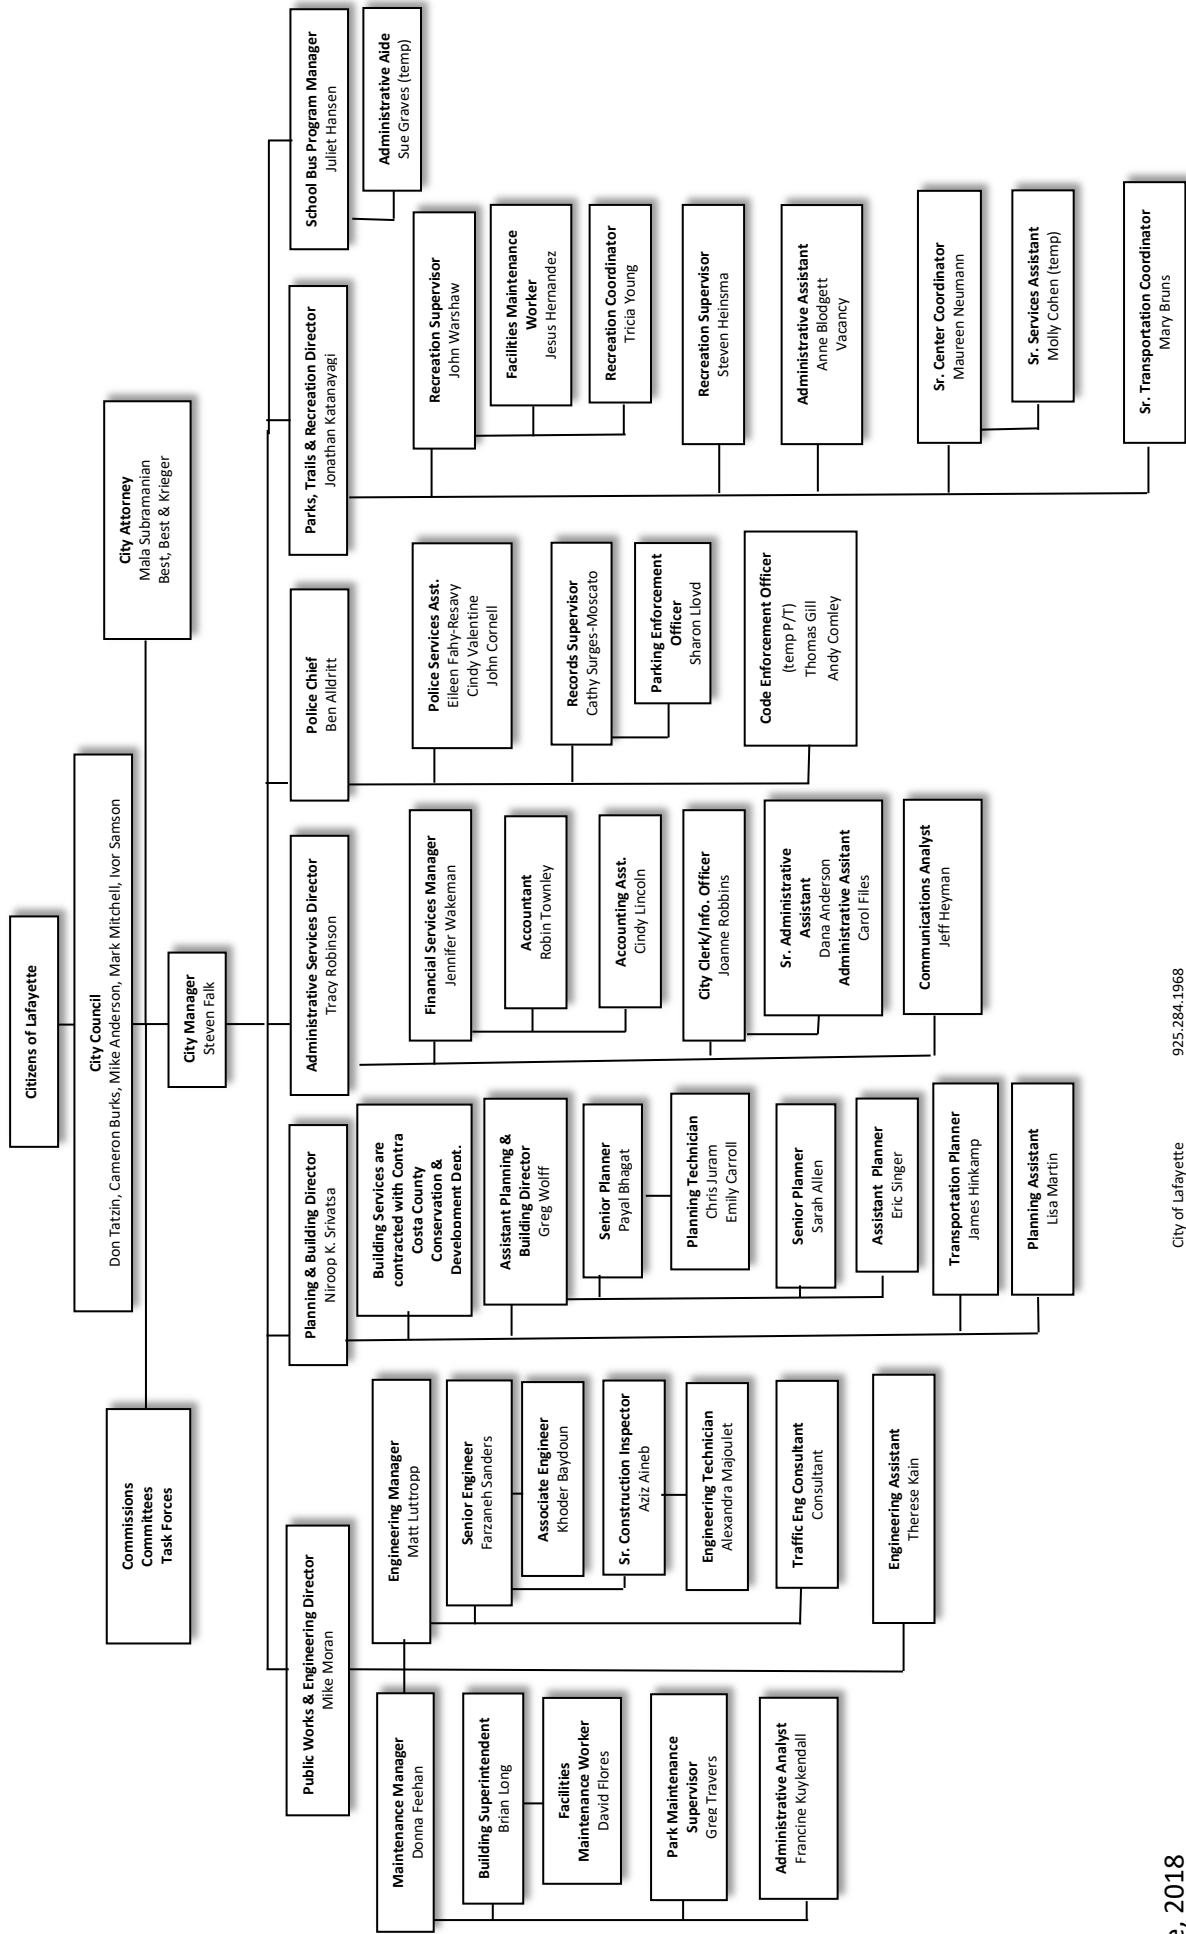 Citizens of Lafayette
City Council
Don Tatzin, Cameron Burks, Mike Anderson, Mark Mitchell, Ivor Samson
Commissions
Committees
Task Forces
City Attorney
Mala Subramanian
Best, Best & Krieger
City Manager
Steven Falk
Public Works & Engineering Director
Mike Moran
Maintenance Manager
Donna Feehan
Building Superintendent
Brian Long
Facilities
Maintenance Worker
David Flores
Park Maintenance
Supervisor
Greg Travers
Administrative Analyst
Francine Kuykendall
Engineering Manager
Matt Luttropp
Senior Engineer
Farzaneh Sanders
Associate Engineer
Khoder Baydoun
Sr. Construction Inspector
Aziz Aineb
Engineering Technician
Alexandra Majoulet
Traffic Eng Consultant
Consultant
Engineering Assistant
Therese Kain
Planning & Building Director
Niroop K. Srivatsa
Building Services are
contracted with Contra
Costa County
Conservation &
Development Dept.
Assistant Planning &
Building Director
Greg Wolff
Senior Planner
Payal Bhagat
Planning Technician
Chris Juram
Emily Carroll
Senior Planner
Sarah Allen
Assistant Planner
Eric Singer
Transportation Planner
James Hinkamp
Planning Assistant
Lisa Martin
Administrative Services Director
Tracy Robinson
Financial Services Manager
Jennifer Wakeman
Accountant
Robin Townley
Accounting Asst.
Cindy Lincoln
City Clerk/Info. Officer
Joanne Robbins
Sr. Administrative
Assistant
Dana Anderson
Administrative Assitant
Carol Files
Communications Analyst
Jeff Heyman
Police Chief
Ben Alldritt
Police Services Asst.
Eileen Fahy-Resavy
Cindy Valentine
John Cornell
Records Supervisor
Cathy Surges-Moscato
Parking Enforcement
Officer
Sharon Lloyd
Code Enforcement Officer
(temp P/T)
Thomas Gill
Andy Comley
Parks, Trails & Recreation Director
Jonathan Katanayagi
Recreation Supervisor
John Warshaw
Facilities Maintenance
Worker
Jesus Hernandez
Recreation Coordinator
Tricia Young
Recreation Supervisor
Steven Heinsma
Administrative Assistant
Anne Blodgett
Vacancy
Sr. Center Coordinator
Maureen Neumann
Sr. Services Assistant
Molly Cohen (temp)
Sr. Transportation Coordinator
Mary Bruns
School Bus Program Manager
Juliet Hansen
Administrative Aide
Sue Graves (temp)
City of Lafayette 925.284.1968
2018